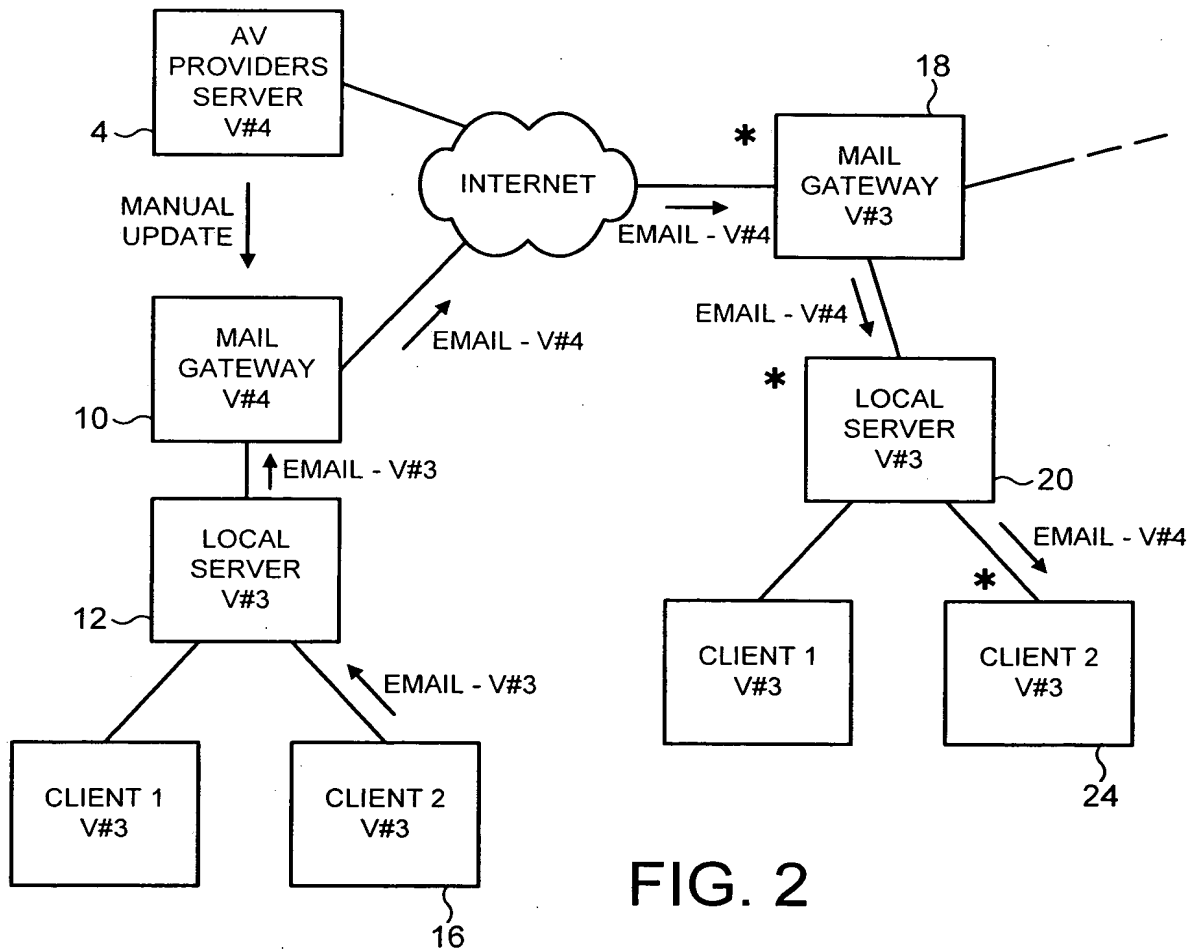 AV
PROVIDERS
SERVER
V#4
4
MANUAL
UPDATE
INTERNET
18
*
MAIL
GATEWAY
V#3
EMAIL - V#4
EMAIL - V#4
MAIL
GATEWAY
V#4
10
EMAIL - V#4
*
LOCAL
SERVER
V#3
20
EMAIL - V#3
LOCAL
SERVER
V#3
12
EMAIL - V#4
*
CLIENT 1
V#3
CLIENT 2
V#3
24
EMAIL - V#3
CLIENT 1
V#3
CLIENT 2
V#3
16
FIG. 2